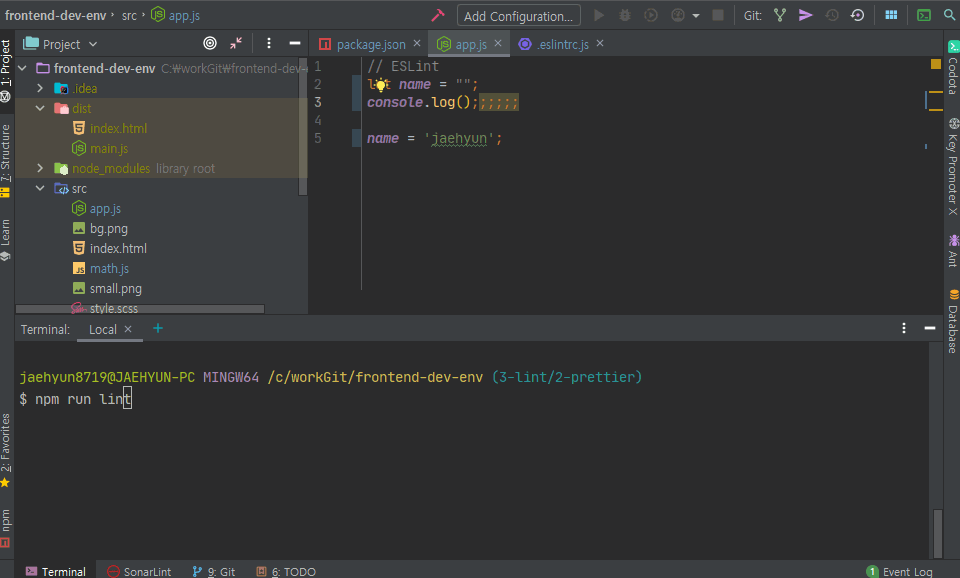 frontend-dev-env › src › app.js
Add Configuration...
Git:
Project
package.json
app.js
.eslintrc.js
frontend-dev-env C:￦workGit￦frontend-dev-
.idea
dist
index.html
main.js
node_modules library root
src
app.js
bg.png
index.html
math.js
small.png
style.scss
1 // ESLint
2 let name = "";
3 console.log();;;;;;
4
5 name = 'jaehyun';
Terminal: Local
jaehyun8719@JAEHYUN-PC MINGW64 /c/workGit/frontend-dev-env (3-lint/2-prettier)
$ npm run lint
1: Project
7: Structure
Learn
2: Favorites
npm
Codota
Key Promoter X
Ant
Database
Terminal
SonarLint
9: Git
6: TODO
1 Event Log